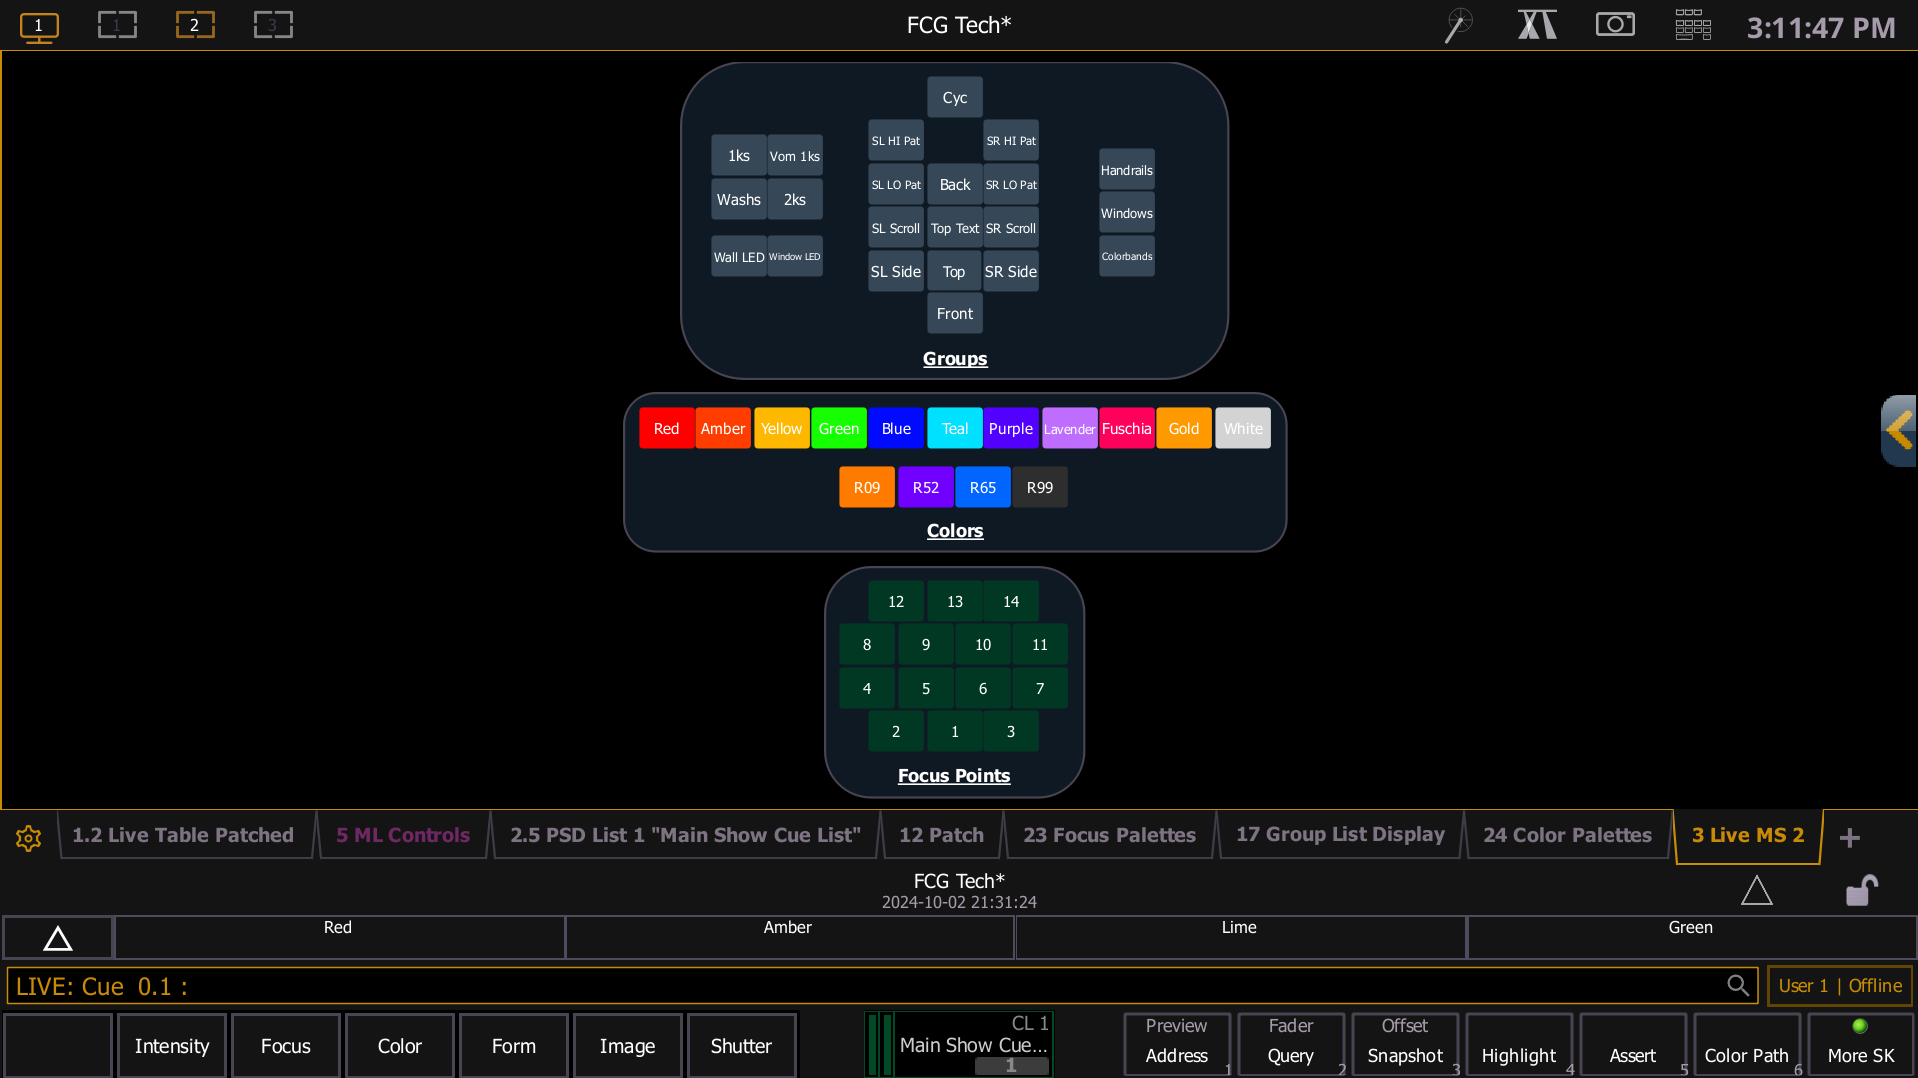 1
1
2
3
FCG Tech*
3:11:47 PM
Cyc
SL HI Pat
SR HI Pat
1ks
Vom 1ks
Handrails
SL LO Pat
Back
SR LO Pat
Washs
2ks
Windows
SL Scroll
Top Text
SR Scroll
Wall LED
Window LED
Colorbands
SL Side
Top
SR Side
Front
Groups
Red
Amber
Yellow
Green
Blue
Teal
Purple
Lavender
Fuschia
Gold
White
R09
R52
R65
R99
Colors
12
13
14
8
9
10
11
4
5
6
7
2
1
3
Focus Points
1.2 Live Table Patched
5 ML Controls
2.5 PSD List 1 "Main Show Cue List"
12 Patch
23 Focus Palettes
17 Group List Display
24 Color Palettes
3 Live MS 2
+
FCG Tech*
2024-10-02 21:31:24
Red
Amber
Lime
Green
LIVE: Cue 0.1 :
User 1 | Offline
Intensity
Focus
Color
Form
Image
Shutter
CL 1
Main Show Cue...
1
Preview
Address
1
Fader
Query
2
Offset
Snapshot
3
Highlight
4
Assert
5
Color Path
6
More SK